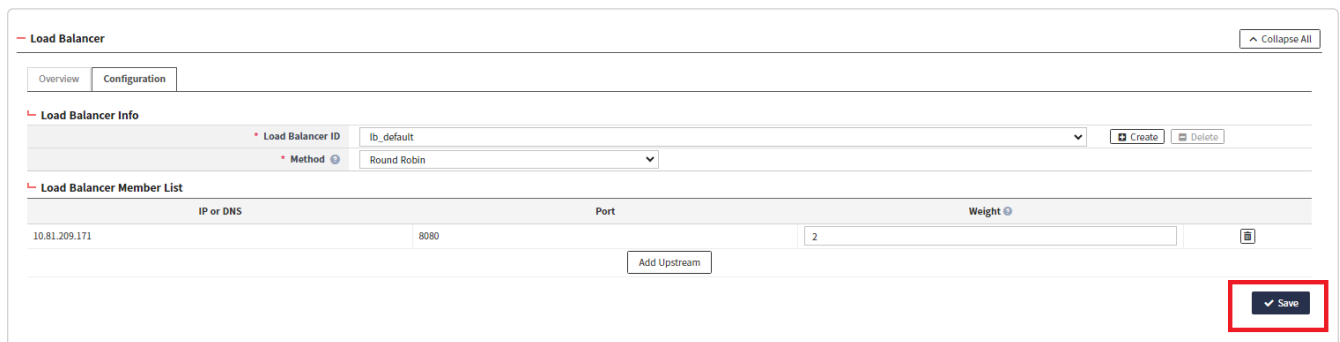 Load Balancer
Collapse All
Overview Configuration
Load Balancer Info
* Load Balancer ID lb_default Create Delete
* Method Round Robin
Load Balancer Member List
IP or DNS Port Weight
10.81.209.171 8080 2
Add Upstream
Save